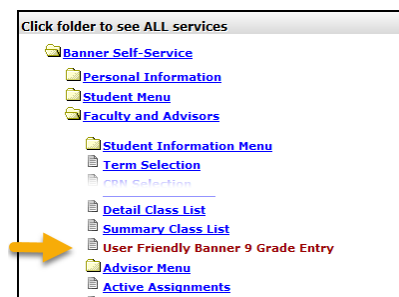 Click folder to see ALL services
Banner Self-Service
Personal Information
Student Menu
Faculty and Advisors
Student Information Menu
Term Selection
CRN Selection
Detail Class List
Summary Class List
User Friendly Banner 9 Grade Entry
Advisor Menu
Active Assignments